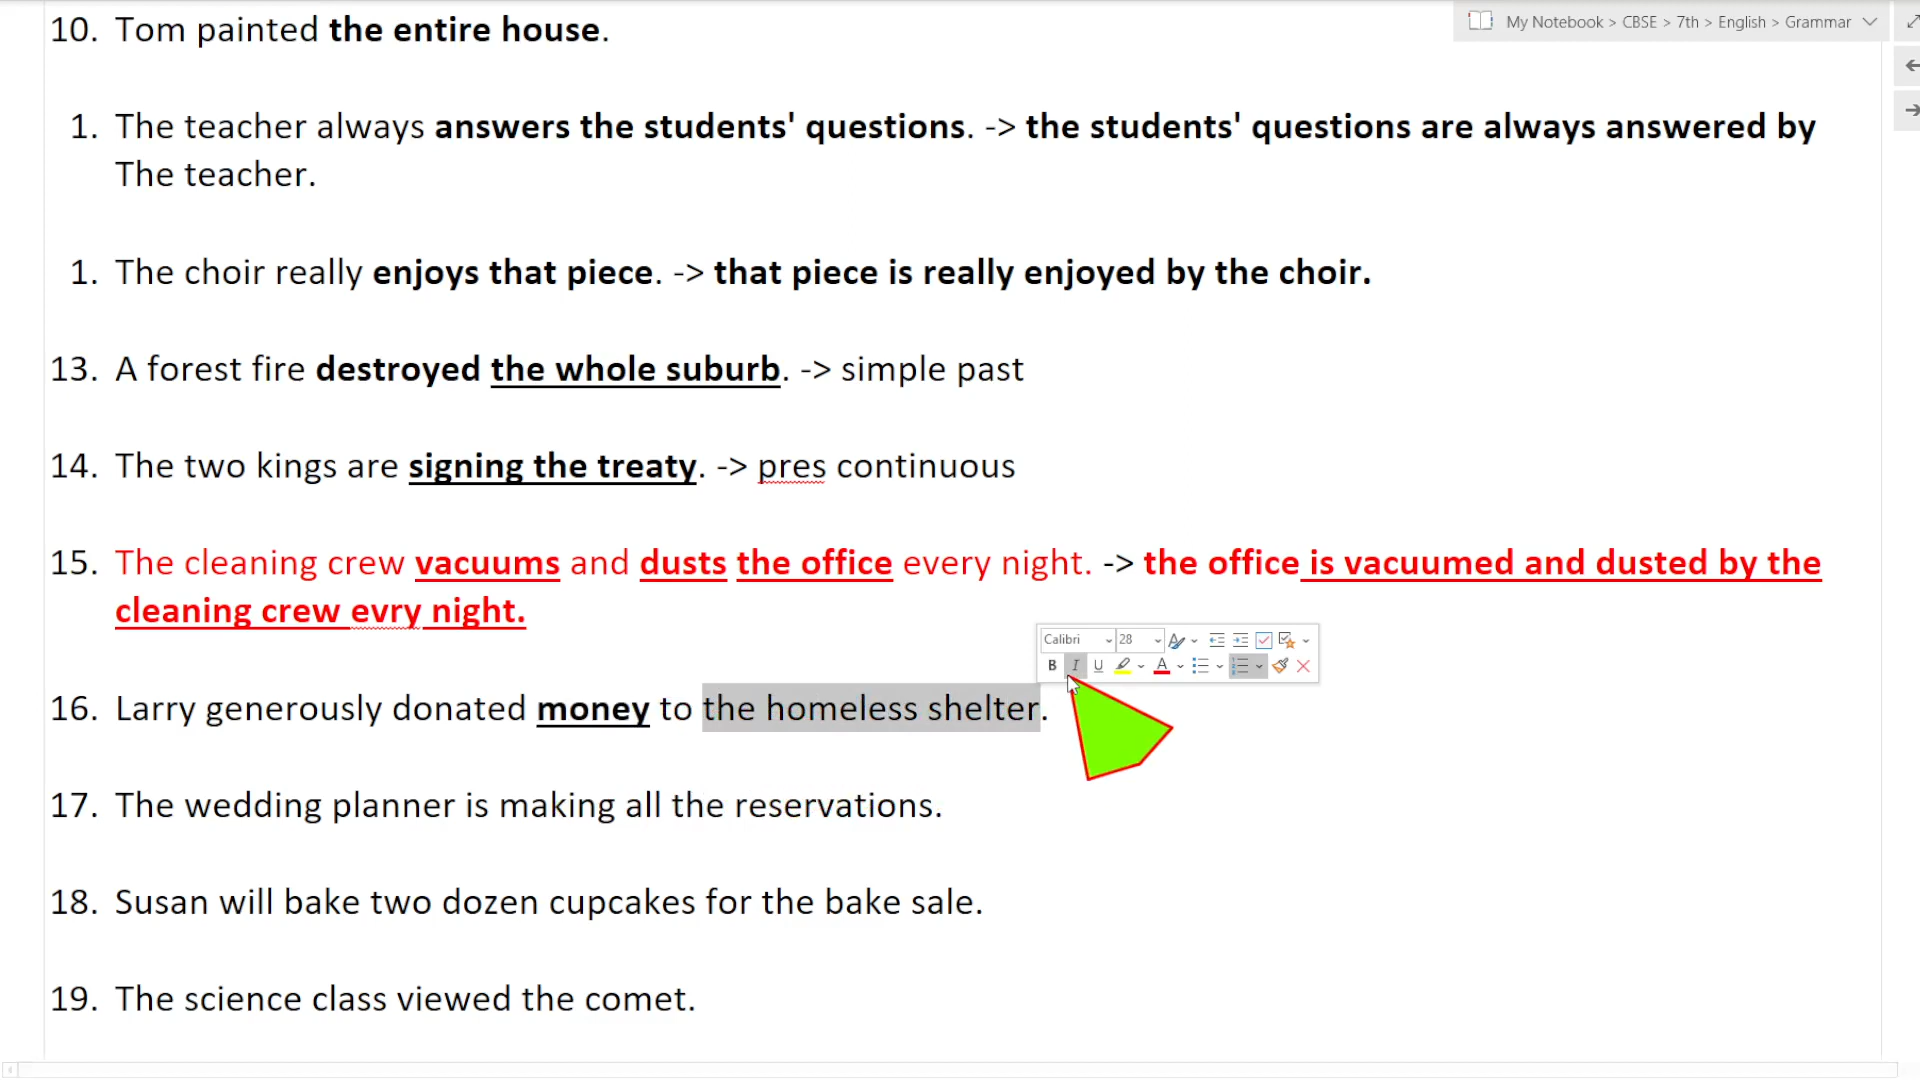 10. Tom painted the entire house.
My Notebook > CBSE > 7th > English > Grammar
1. The teacher always answers the students' questions. -> the students' questions are always answered by
The teacher.
1. The choir really enjoys that piece. -> that piece is really enjoyed by the choir.
13. A forest fire destroyed the whole suburb. -> simple past
14. The two kings are signing the treaty. -> pres continuous
15. The cleaning crew vacuums and dusts the office every night. -> the office is vacuumed and dusted by the
cleaning crew evry night.
Calibri 28
B I U A
16. Larry generously donated money to the homeless shelter.
17. The wedding planner is making all the reservations.
18. Susan will bake two dozen cupcakes for the bake sale.
19. The science class viewed the comet.